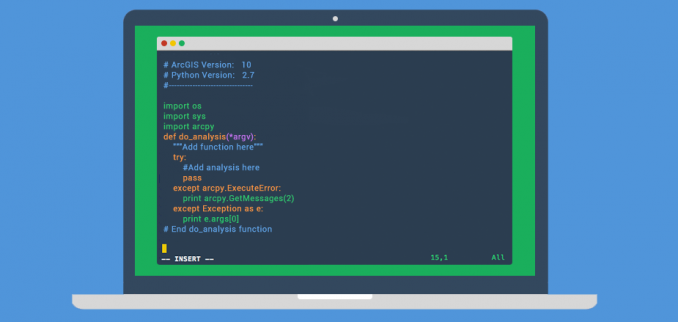 # ArcGIS Version:   10
# Python Version:   2.7
#-----------------------------
import os
import sys
import arcpy
def do_analysis(*argv):
    """Add function here"""
    try:
        #Add analysis here
        pass
    except arcpy.ExecuteError:
        print arcpy.GetMessages(2)
    except Exception as e:
        print e.args[0]
# End do_analysis function
-- INSERT --                    15,1          All